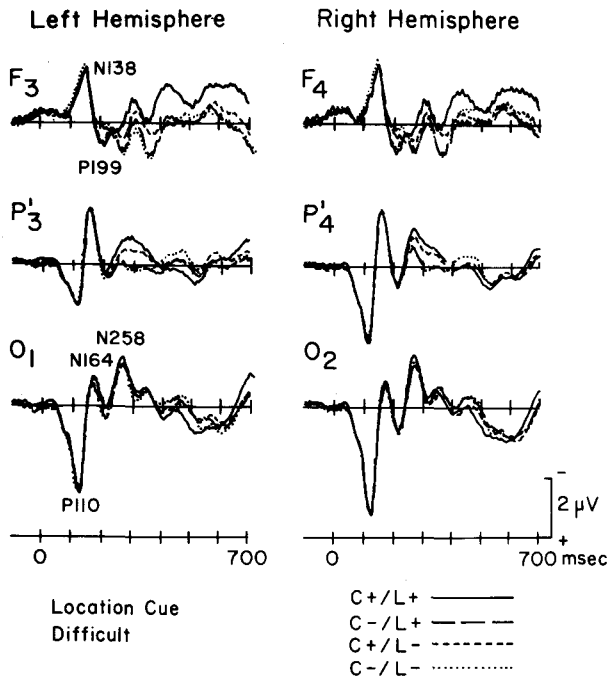 Left Hemisphere
Right Hemisphere
F3
N138
P199
F4
P'3
P'4
O1
N164
N258
P110
O2
−
2 μV
+
0
700
0
700 msec
Location Cue
Difficult
C+/L+
C−/L+
C+/L−
C−/L−